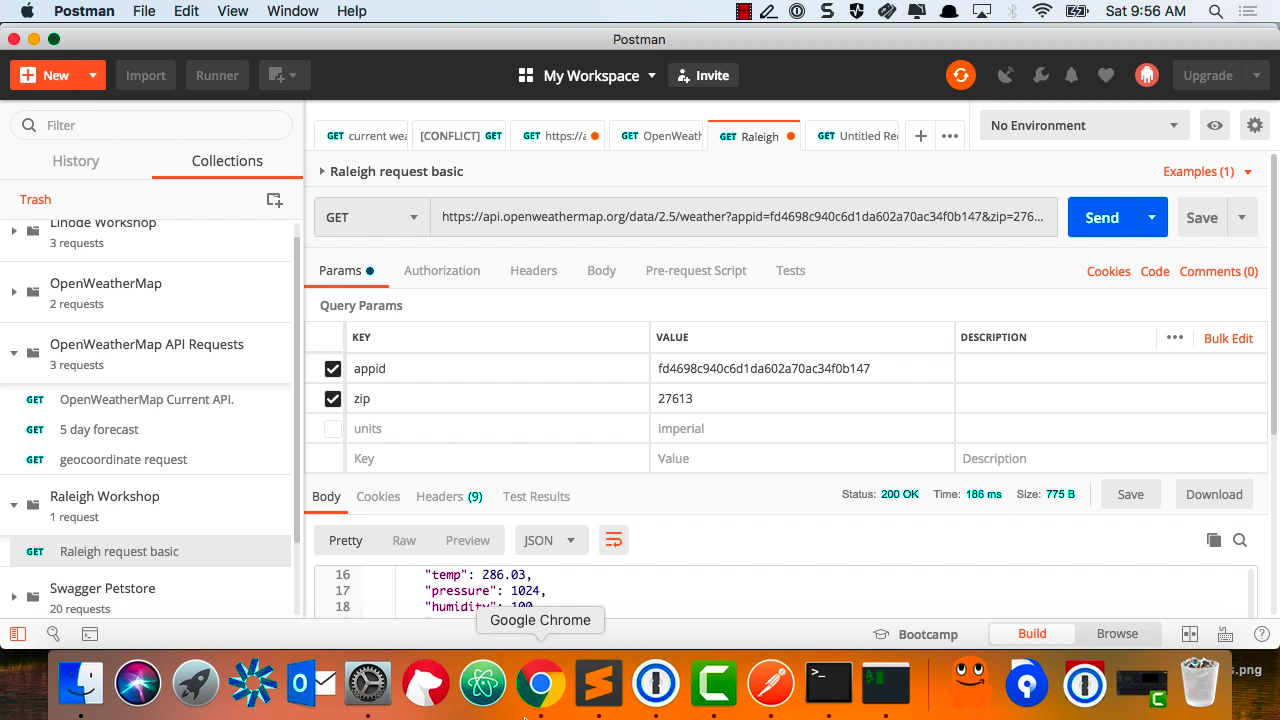 Postman File Edit View Window Help Sat 9:56 AM
Postman
New Import Runner My Workspace Invite Upgrade
Filter
History Collections
Trash
Linode Workshop
3 requests
OpenWeatherMap
2 requests
OpenWeatherMap API Requests
3 requests
GET OpenWeatherMap Current API.
GET 5 day forecast
GET geocoordinate request
Raleigh Workshop
1 request
GET Raleigh request basic
Swagger Petstore
20 requests
GET current wea [CONFLICT] GET GET https://a GET OpenWeath GET Raleigh GET Untitled Re No Environment
Raleigh request basic Examples (1)
GET https://api.openweathermap.org/data/2.5/weather?appid=fd4698c940c6d1da602a70ac34f0b147&zip=276... Send Save
Params Authorization Headers Body Pre-request Script Tests Cookies Code Comments (0)
Query Params
KEY VALUE DESCRIPTION Bulk Edit
appid fd4698c940c6d1da602a70ac34f0b147
zip 27613
units imperial
Key Value Description
Body Cookies Headers (9) Test Results Status: 200 OK Time: 186 ms Size: 775 B Save Download
Pretty Raw Preview JSON
16 "temp": 286.03,
17 "pressure": 1024,
18 "humidity": 100
Google Chrome
Bootcamp Build Browse
s.png